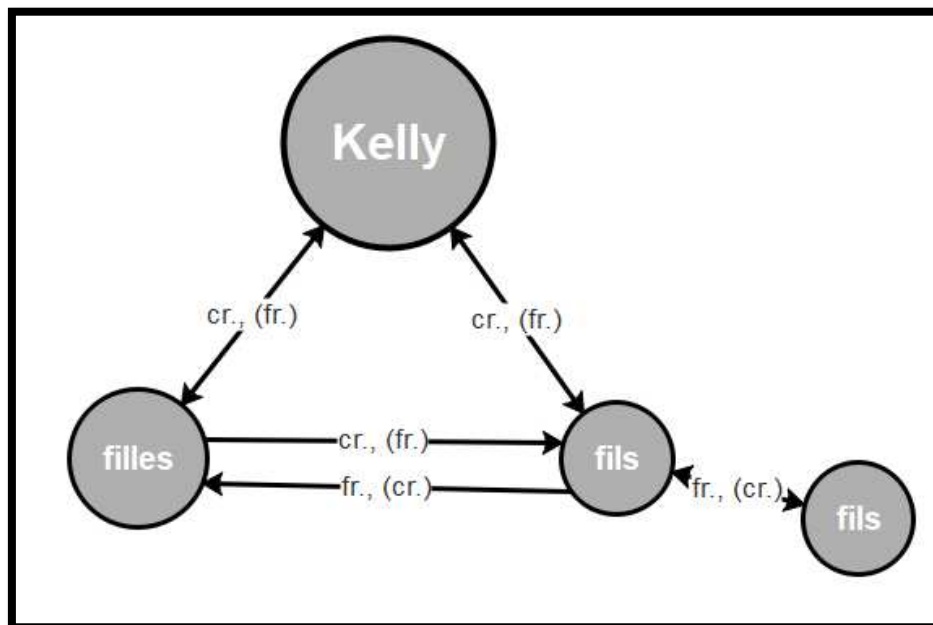 Kelly
cr., (fr.)
cr., (fr.)
filles
cr., (fr.)
fr., (cr.)
fils
fr., (cr.)
fils